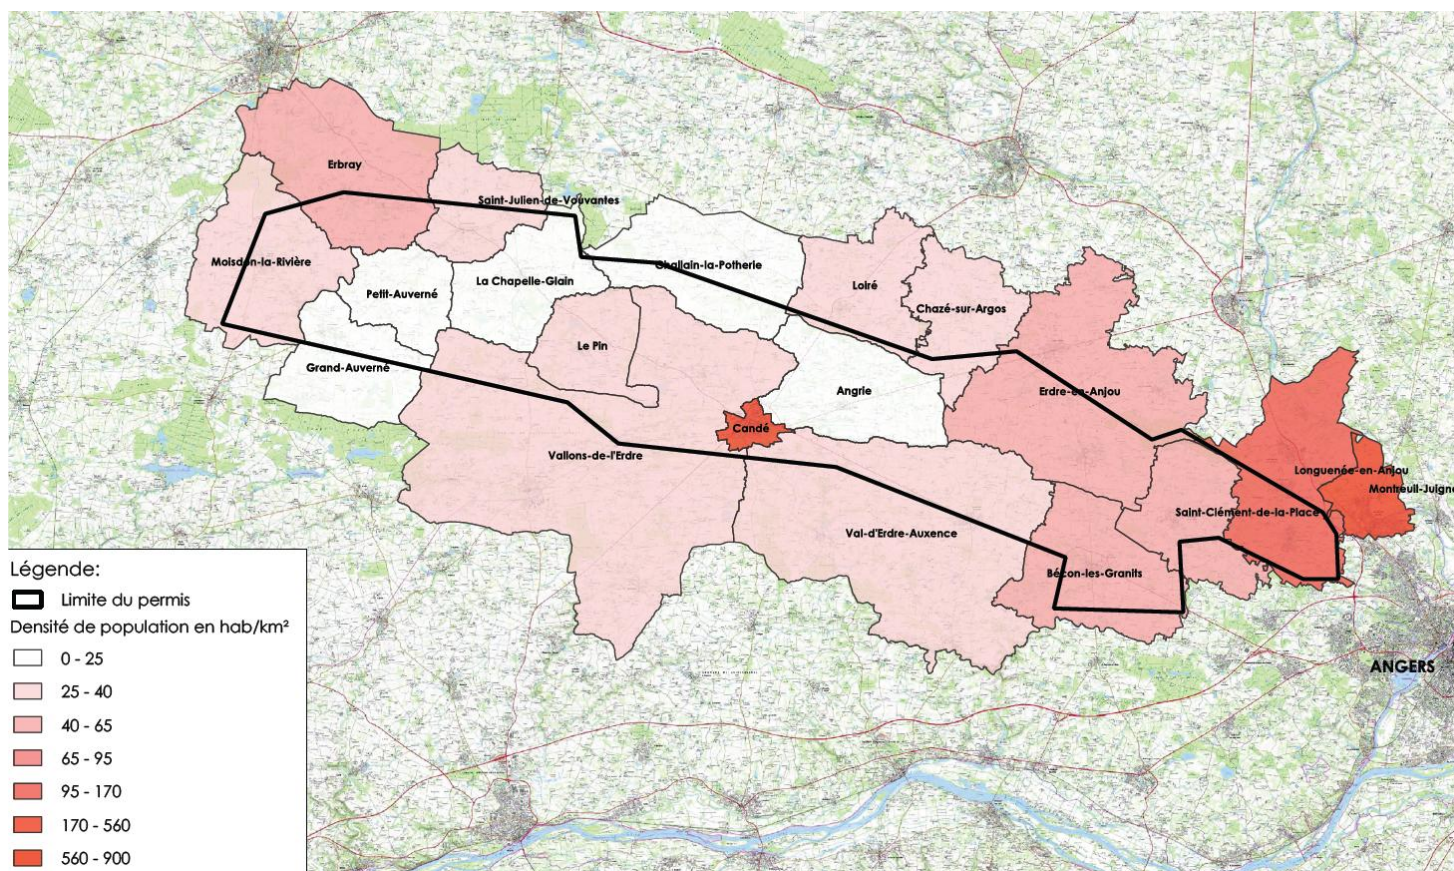 Erbray
Saint-Julien-de-Vouvantes
Moisdon-la-Rivière
Challain-la-Potherie
La Chapelle-Glain
Petit-Auverné
Loiré
Chazé-sur-Argos
Le Pin
Grand-Auverné
Angrie
Erdre-en-Anjou
Candé
Vallons-de-l'Erdre
Longuenée-en-Anjou
Montreuil-Juigné
Saint-Clément-de-la-Place
Val-d'Erdre-Auxence
Bécon-les-Granits
ANGERS
Légende:
Limite du permis
Densité de population en hab/km²
0 - 25
25 - 40
40 - 65
65 - 95
95 - 170
170 - 560
560 - 900